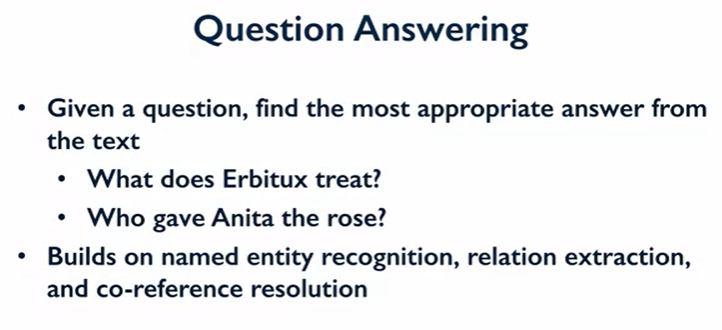 Question Answering
• Given a question, find the most appropriate answer from
the text
• What does Erbitux treat?
• Who gave Anita the rose?
• Builds on named entity recognition, relation extraction,
and co-reference resolution